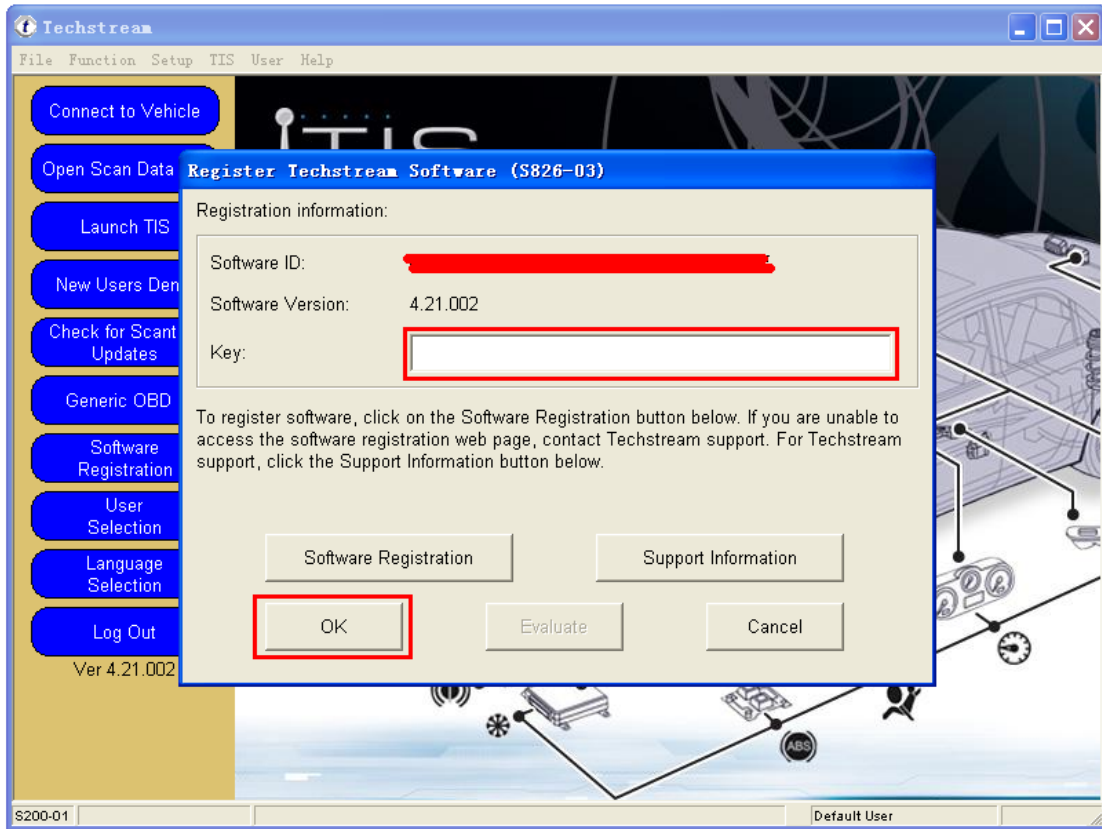 Techstream
File Function Setup TIS User Help
Connect to Vehicle
Open Scan Data
Launch TIS
New Users Dem
Check for Scant
Updates
Generic OBD
Software
Registration
User
Selection
Language
Selection
Log Out
Ver 4.21.002
TIS
Register Techstream Software (S826-03)
Registration information:
Software ID:
Software Version: 4.21.002
Key:
To register software, click on the Software Registration button below. If you are unable to
access the software registration web page, contact Techstream support. For Techstream
support, click the Support Information button below.
Software Registration Support Information
OK Evaluate Cancel
ABS
S200-01 Default User